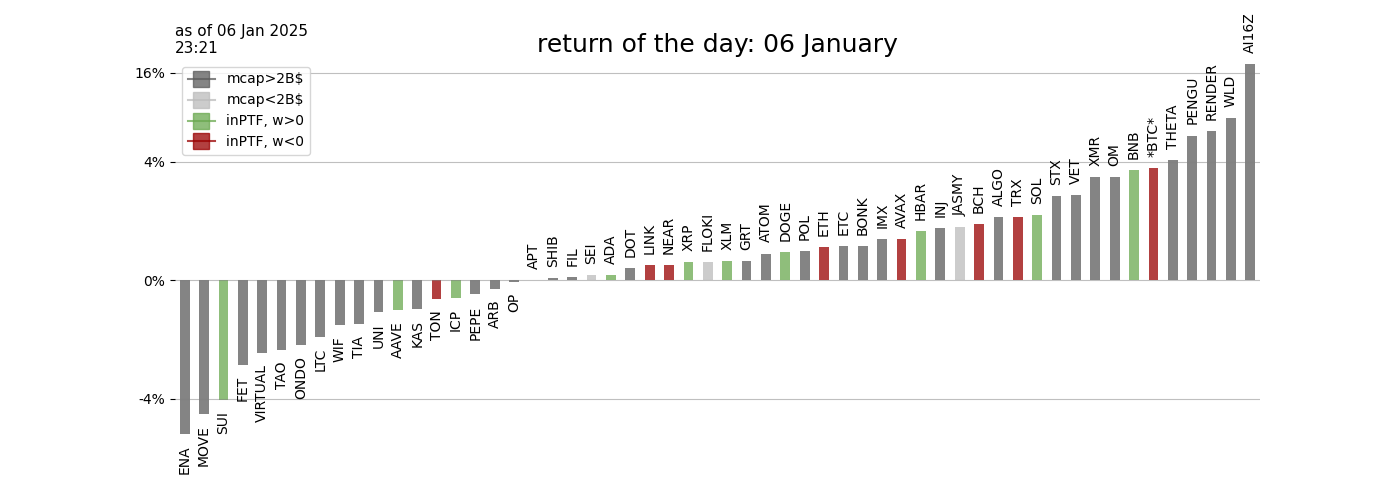 as of 06 Jan 2025
23:21
return of the day: 06 January
mcap>2B$
mcap<2B$
inPTF, w>0
inPTF, w<0
16%
4%
0%
-4%
ENA
MOVE
SUI
FET
VIRTUAL
TAO
ONDO
LTC
WIF
TIA
UNI
AAVE
KAS
TON
ICP
PEPE
ARB
OP
APT
SHIB
FIL
SEI
ADA
DOT
LINK
NEAR
XRP
FLOKI
XLM
GRT
ATOM
DOGE
POL
ETH
ETC
BONK
IMX
AVAX
HBAR
INJ
JASMY
BCH
ALGO
TRX
SOL
STX
VET
XMR
OM
BNB
*BTC*
THETA
PENGU
RENDER
WLD
AI16Z